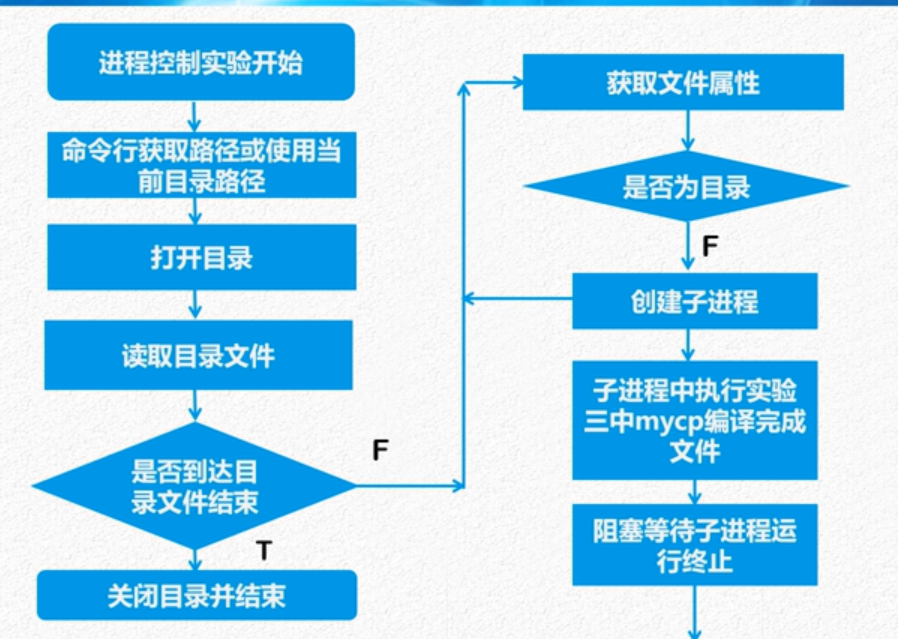 进程控制实验开始
命令行获取路径或使用当
前目录路径
打开目录
读取目录文件
是否到达目
录文件结束
F
T
关闭目录并结束
获取文件属性
是否为目录
F
创建子进程
子进程中执行实验
三中mycp编译完成
文件
阻塞等待子进程运
行终止